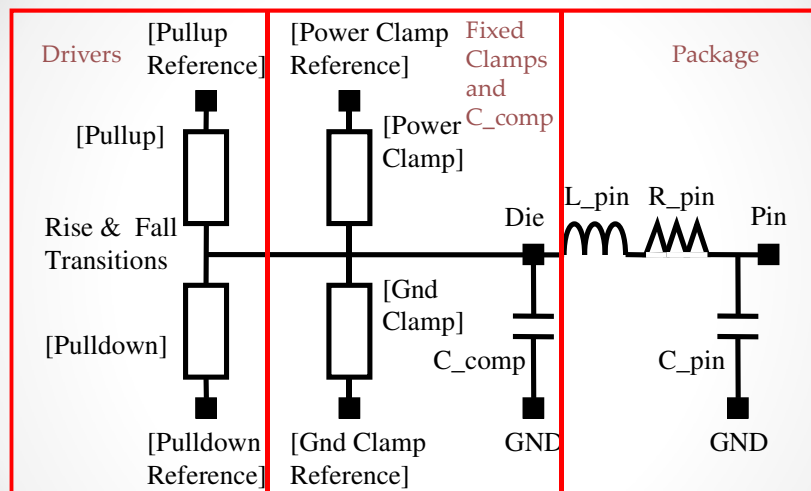 Drivers
[Pullup
Reference]
[Pullup]
Rise & Fall
Transitions
[Pulldown]
[Pulldown
Reference]
[Power Clamp
Reference]
Fixed
Clamps
and
C_comp
[Power
Clamp]
Die
[Gnd
Clamp]
C_comp
[Gnd Clamp
Reference]
GND
Package
L_pin
R_pin
Pin
C_pin
GND